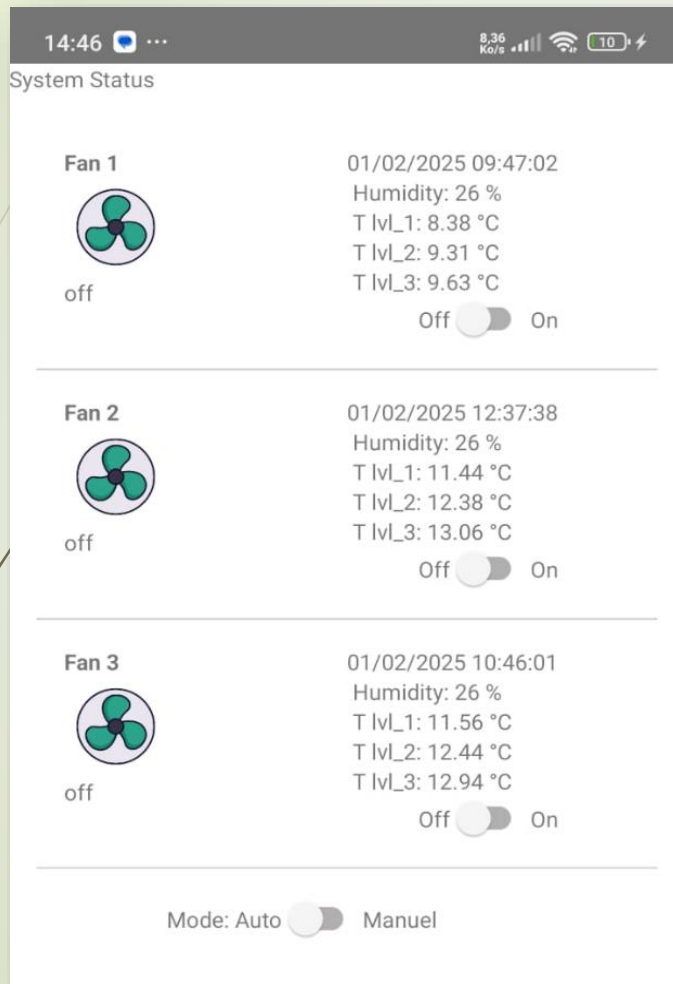 14:46 ...
8,36
Ko/s
10
System Status
Fan 1
01/02/2025 09:47:02
Humidity: 26 %
T lvl_1: 8.38 °C
T lvl_2: 9.31 °C
T lvl_3: 9.63 °C
off
Off On
Fan 2
01/02/2025 12:37:38
Humidity: 26 %
T lvl_1: 11.44 °C
T lvl_2: 12.38 °C
T lvl_3: 13.06 °C
off
Off On
Fan 3
01/02/2025 10:46:01
Humidity: 26 %
T lvl_1: 11.56 °C
T lvl_2: 12.44 °C
T lvl_3: 12.94 °C
off
Off On
Mode: Auto Manuel